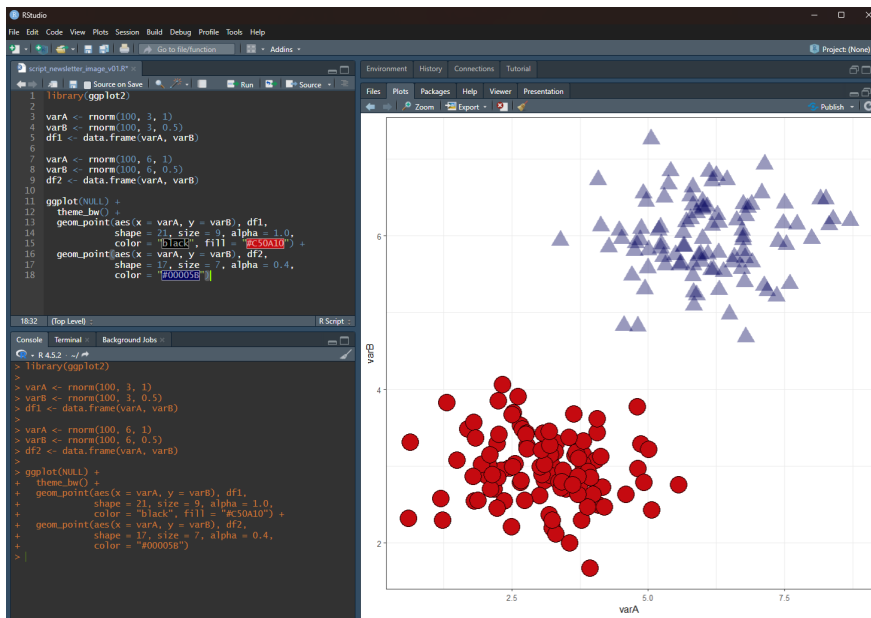 RStudio
File Edit Code View Plots Session Build Debug Profile Tools Help
Go to file/function Addins Project: (None)
script_newsletter_image_v01.R*
Source on Save Run Source
1 library(ggplot2)
2
3 varA <- rnorm(100, 3, 1)
4 varB <- rnorm(100, 3, 0.5)
5 df1 <- data.frame(varA, varB)
6
7 varA <- rnorm(100, 6, 1)
8 varB <- rnorm(100, 6, 0.5)
9 df2 <- data.frame(varA, varB)
10
11 ggplot(NULL) +
12 theme_bw() +
13 geom_point(aes(x = varA, y = varB), df1,
14 shape = 21, size = 9, alpha = 1.0,
15 color = "black", fill = "#C50A10") +
16 geom_point(aes(x = varA, y = varB), df2,
17 shape = 17, size = 7, alpha = 0.4,
18 color = "#00005B")
18:32 (Top Level) R Script
Console Terminal Background Jobs
R 4.5.2 · ~/
> library(ggplot2)
>
> varA <- rnorm(100, 3, 1)
> varB <- rnorm(100, 3, 0.5)
> df1 <- data.frame(varA, varB)
>
> varA <- rnorm(100, 6, 1)
> varB <- rnorm(100, 6, 0.5)
> df2 <- data.frame(varA, varB)
>
> ggplot(NULL) +
+ theme_bw() +
+ geom_point(aes(x = varA, y = varB), df1,
+ shape = 21, size = 9, alpha = 1.0,
+ color = "black", fill = "#C50A10") +
+ geom_point(aes(x = varA, y = varB), df2,
+ shape = 17, size = 7, alpha = 0.4,
+ color = "#00005B")
>
Environment History Connections Tutorial
Files Plots Packages Help Viewer Presentation
Zoom Export Publish
varB
6
4
2
2.5 5.0 7.5
varA